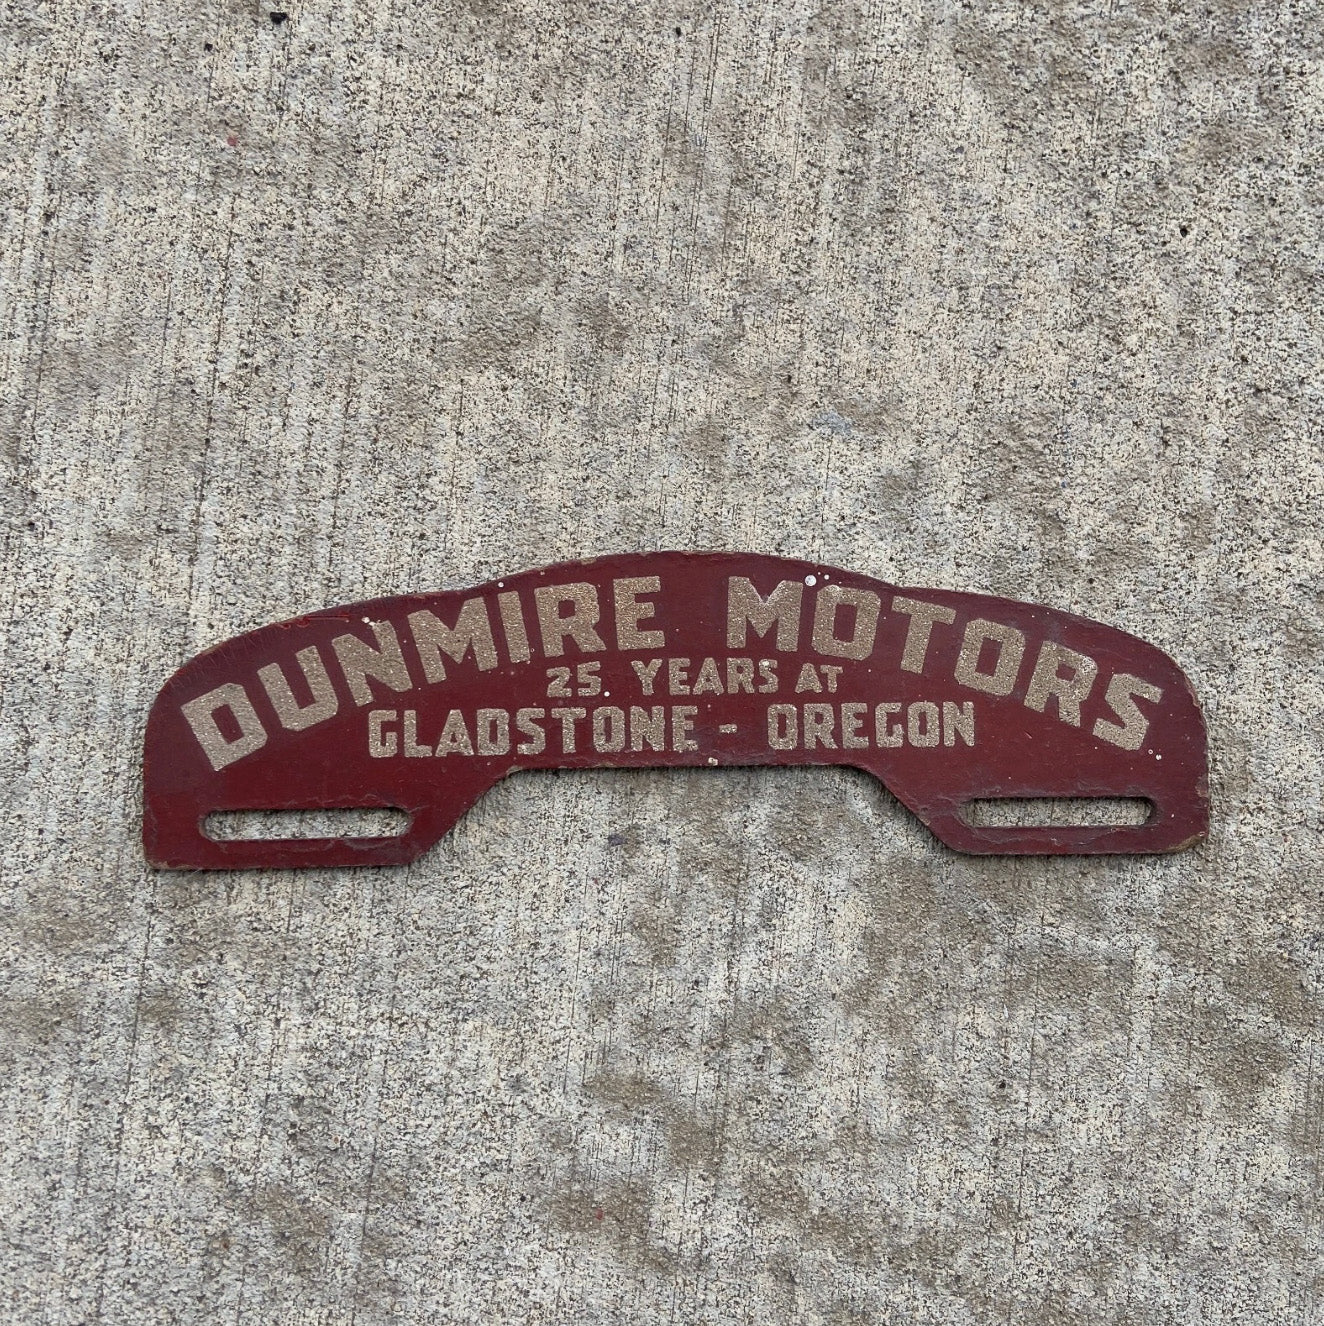 DUNMIRE MOTORS
25 YEARS AT
GLADSTONE - OREGON